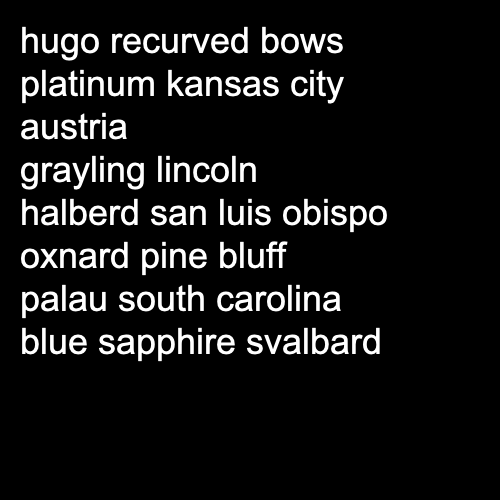 hugo recurved bows
platinum kansas city
austria
grayling lincoln
halberd san luis obispo
oxnard pine bluff
palau south carolina
blue sapphire svalbard